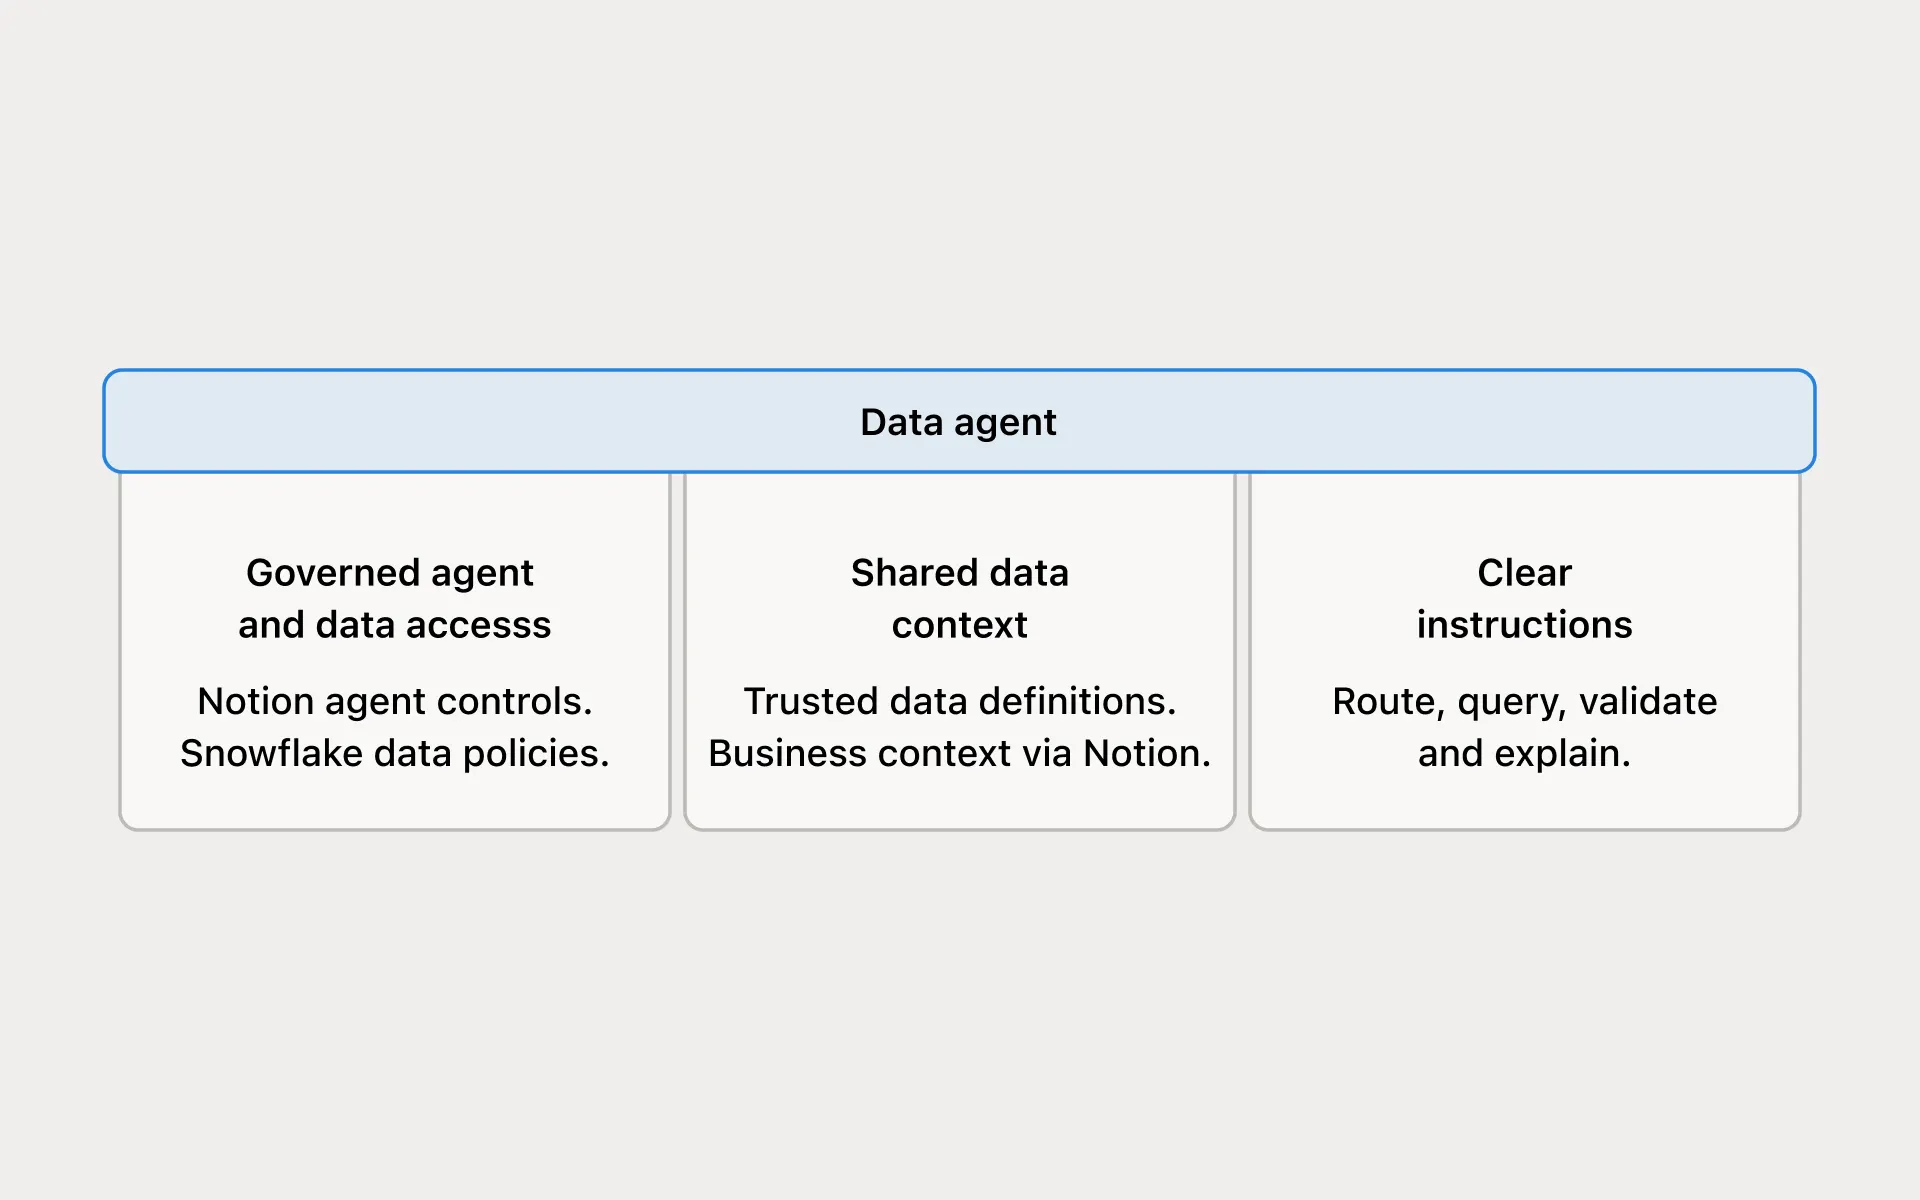 Data agent
Governed agent
and data accesss
Notion agent controls.
Snowflake data policies.
Shared data
context
Trusted data definitions.
Business context via Notion.
Clear
instructions
Route, query, validate
and explain.